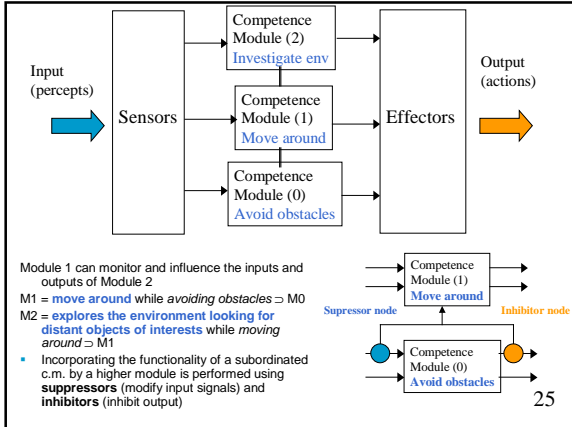 Competence
Module (2)
Investigate env
Input
(percepts)
Sensors
Competence
Module (1)
Move around
Effectors
Output
(actions)
Competence
Module (0)
Avoid obstacles
Module 1 can monitor and influence the inputs and
outputs of Module 2
M1 = move around while avoiding obstacles ⊃ M0
M2 = explores the environment looking for
distant objects of interests while moving
around ⊃ M1
Incorporating the functionality of a subordinated
c.m. by a higher module is performed using
suppressors (modify input signals) and
inhibitors (inhibit output)
Competence
Module (1)
Move around
Supressor node
Inhibitor node
Competence
Module (0)
Avoid obstacles
25